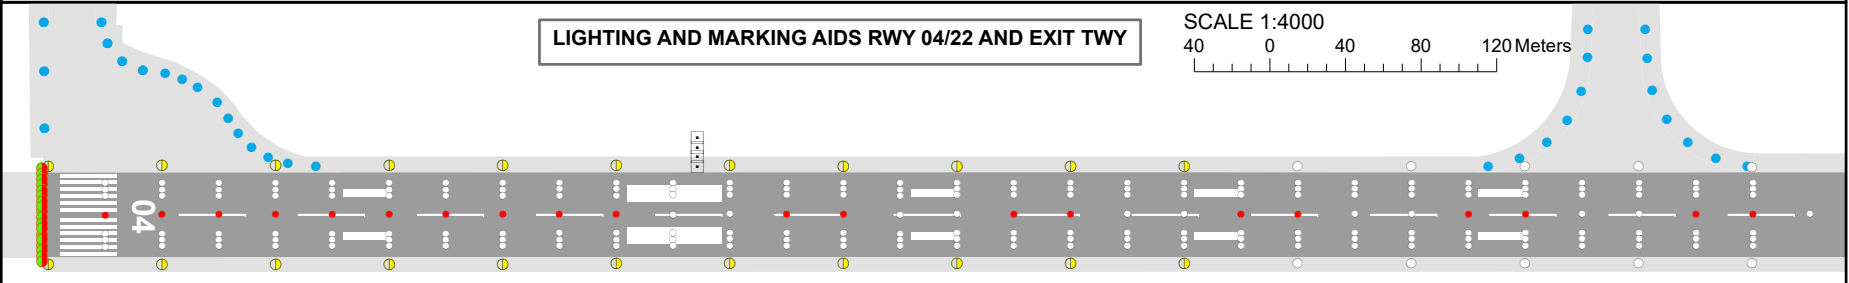 LIGHTING AND MARKING AIDS RWY 04/22 AND EXIT TWY
SCALE 1:4000
40 0 40 80 120 Meters
04